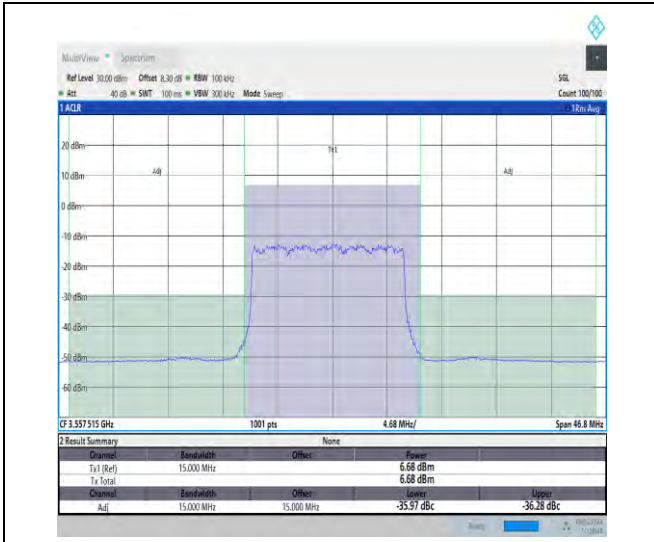 MultiView Spectrum
Ref Level 30.00 dBm Offset 8.30 dB RBW 100 kHz SGL
Att 40 dB SWT 100 ms VBW 300 kHz Mode Sweep Count 100/100
1 ACLR 1Rm Avg
20 dBm
Tx1
Adj Adj
10 dBm
0 dBm
-10 dBm
-20 dBm
-30 dBm
-40 dBm
-50 dBm
-60 dBm
CF 3.557515 GHz 1001 pts 4.68 MHz/ Span 46.8 MHz
2 Result Summary None
Channel Bandwidth Offset Power
Tx1 (Ref) 15.000 MHz 6.68 dBm
Tx Total 6.68 dBm
Channel Bandwidth Offset Lower Upper
Adj 15.000 MHz 15.000 MHz -35.97 dBc -36.28 dBc